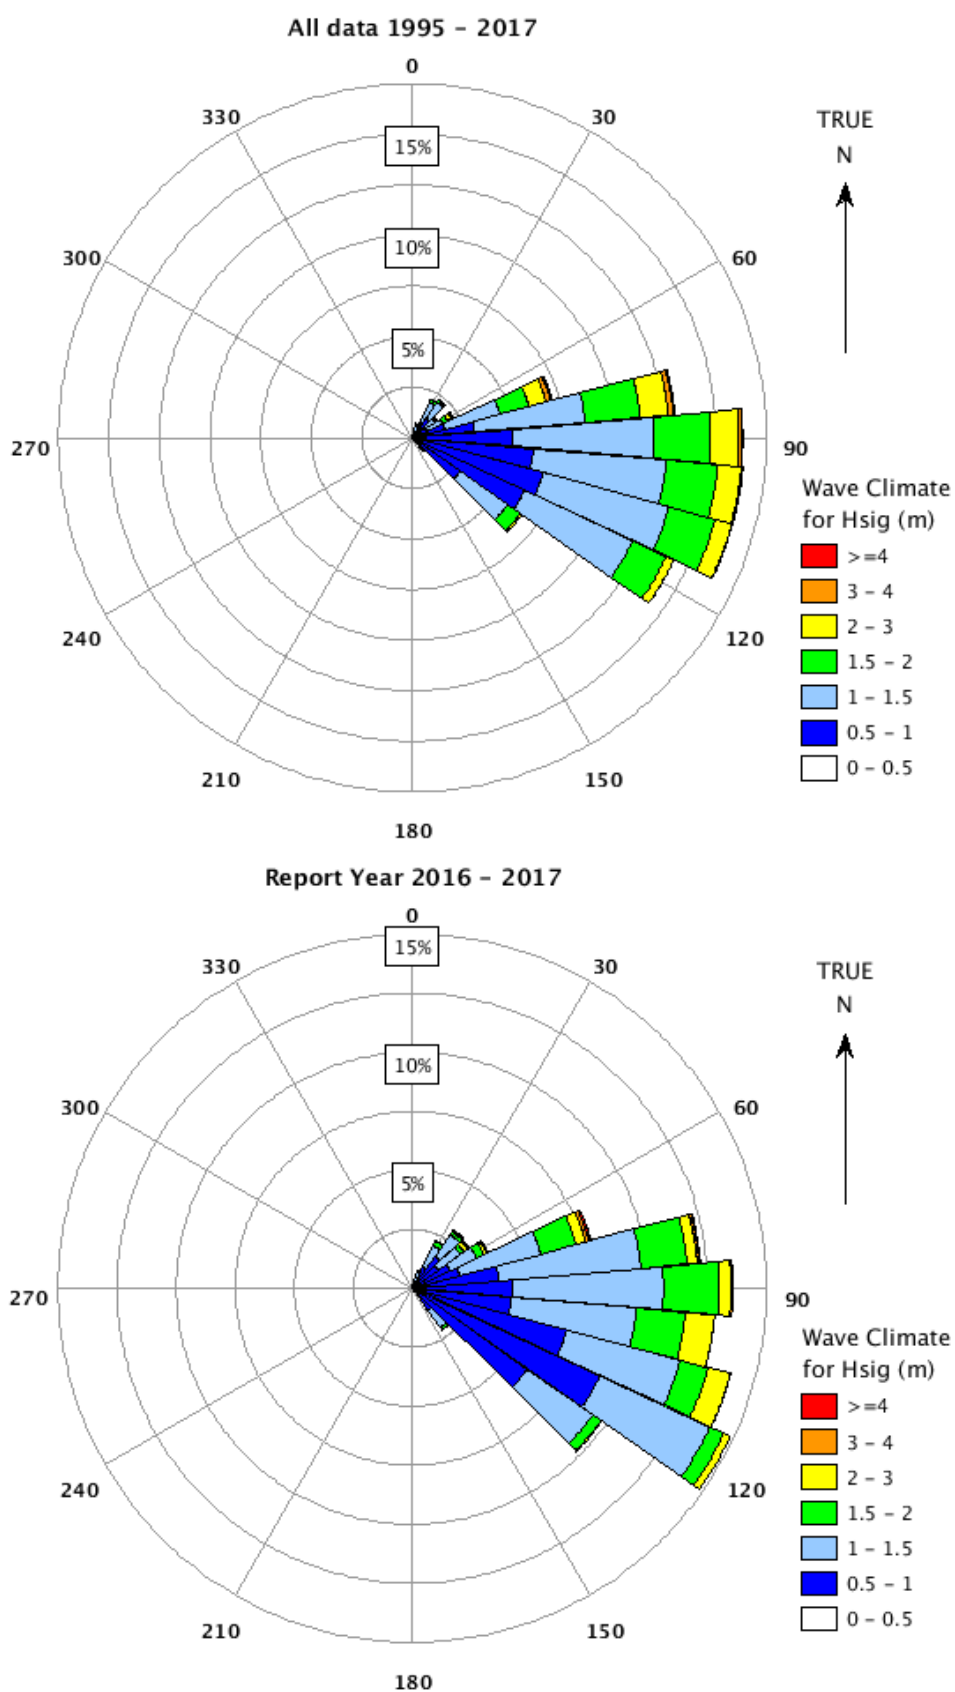 All data 1995 – 2017
0
330
30
15%
TRUE
N
10%
300
60
5%
270
90
Wave Climate
for Hsig (m)
>=4
3 – 4
2 – 3
1.5 – 2
1 – 1.5
0.5 – 1
0 – 0.5
240
120
210
150
180
Report Year 2016 – 2017
0
15%
330
30
TRUE
N
10%
300
60
5%
270
90
Wave Climate
for Hsig (m)
>=4
3 – 4
2 – 3
1.5 – 2
1 – 1.5
0.5 – 1
0 – 0.5
240
120
210
150
180